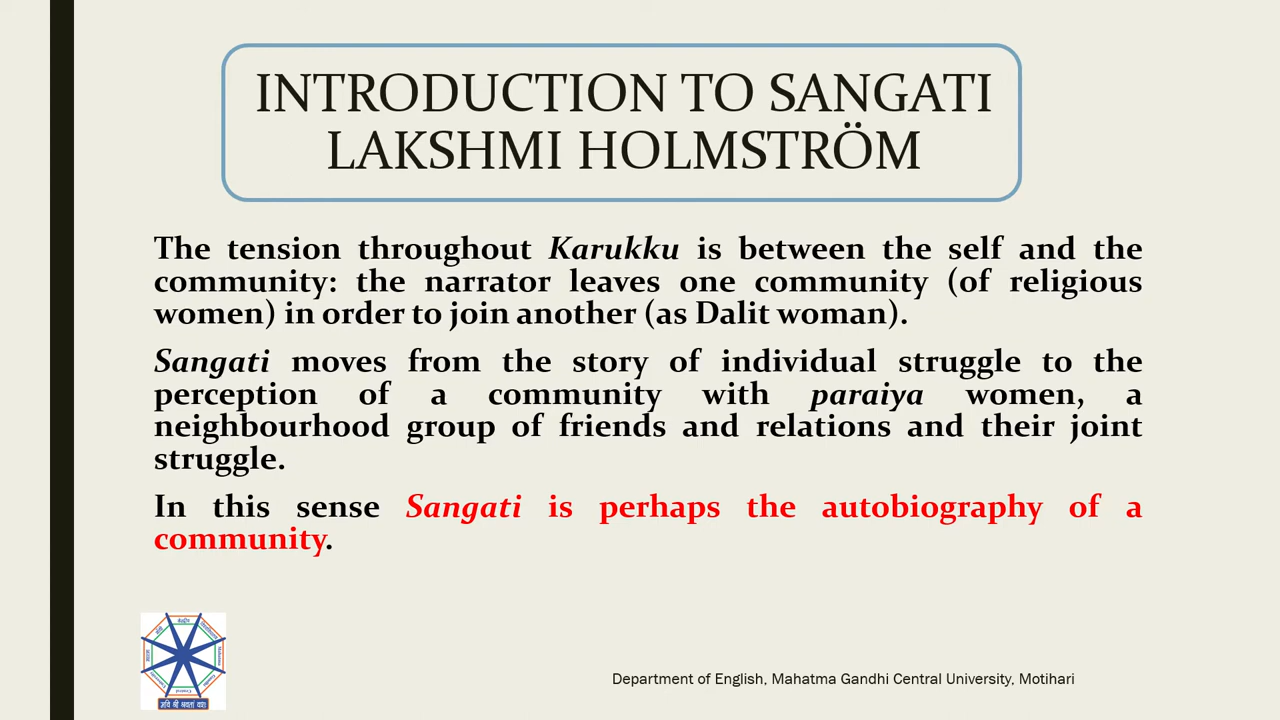 INTRODUCTION TO SANGATI
LAKSHMI HOLMSTRÖM
The tension throughout Karukku is between the self and the
community: the narrator leaves one community (of religious
women) in order to join another (as Dalit woman).
Sangati moves from the story of individual struggle to the
perception of a community with paraiya women, a
neighbourhood group of friends and relations and their joint
struggle.
In this sense Sangati is perhaps the autobiography of a
community.
Department of English, Mahatma Gandhi Central University, Motihari